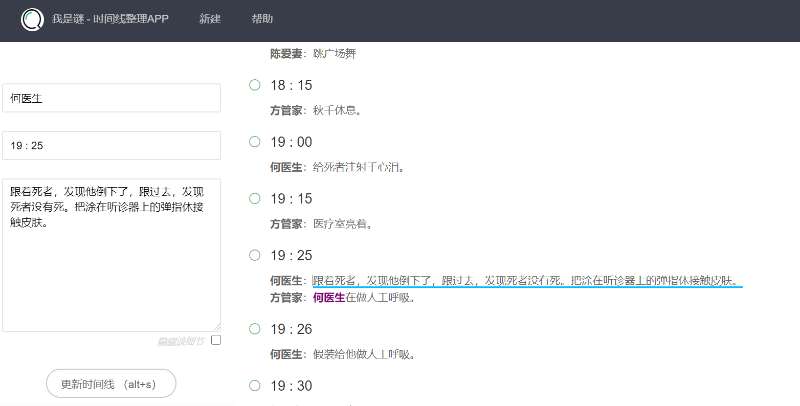 我是谜 - 时间线整理APP 新建 帮助
何医生
19 : 25
跟着死者，发现他倒下了，跟过去，发现
死者没有死。把涂在听诊器上的弹指休接
触皮肤。
更新时间线 （alt+s）
陈爱妻：跳广场舞
18 : 15
方管家：秋千休息。
19 : 00
何医生：给死者注射千心泪。
19 : 15
方管家：医疗室亮着。
19 : 25
何医生：跟着死者，发现他倒下了，跟过去，发现死者没有死。把涂在听诊器上的弹指休接触皮肤。
方管家：何医生在做人工呼吸。
19 : 26
何医生：假装给他做人工呼吸。
19 : 30